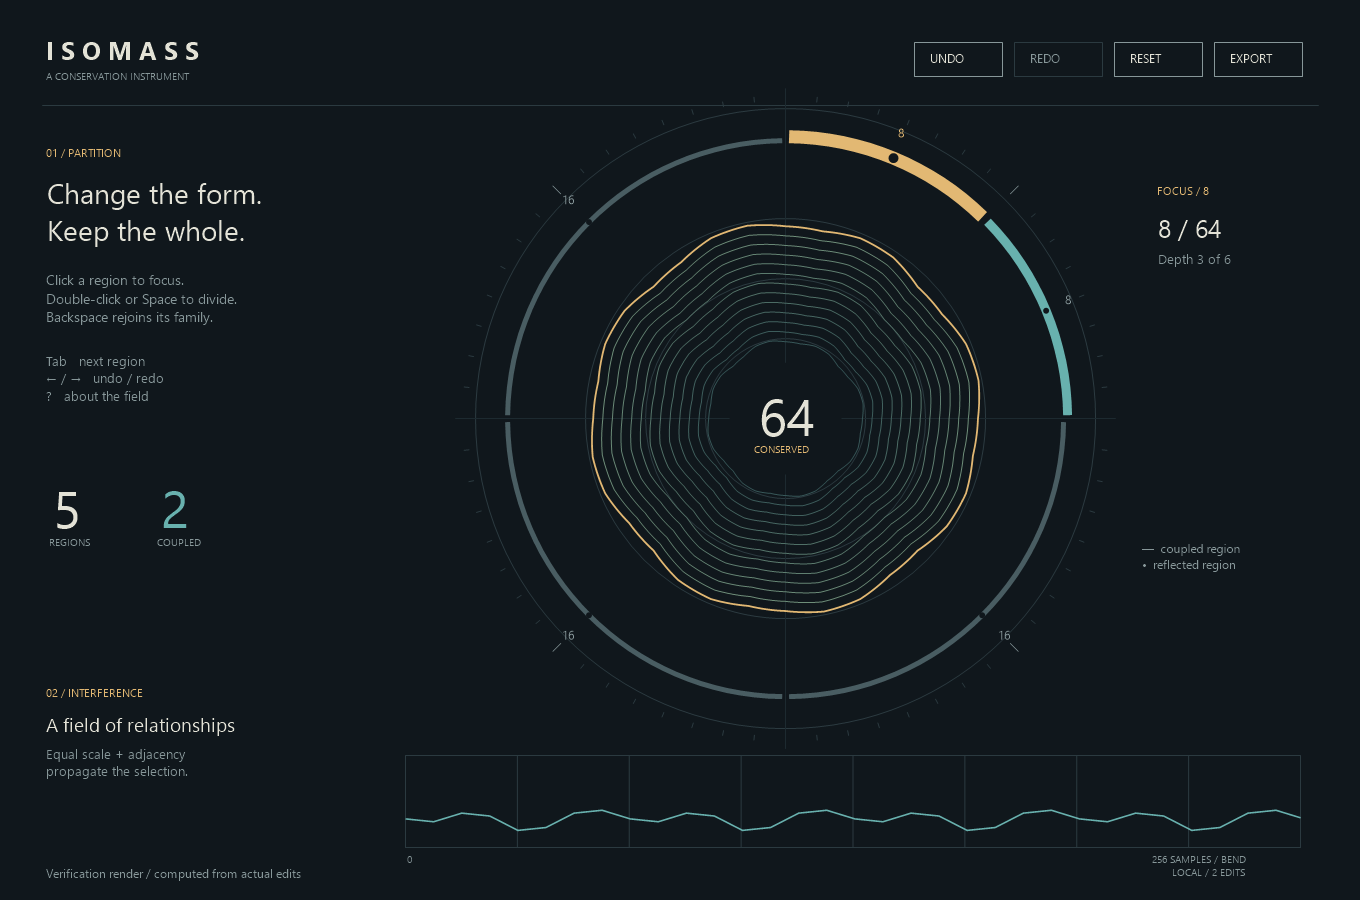 ISOMASS
A CONSERVATION INSTRUMENT
UNDO
REDO
RESET
EXPORT
01 / PARTITION
Change the form.
Keep the whole.
Click a region to focus.
Double-click or Space to divide.
Backspace rejoins its family.
Tab next region
← / → undo / redo
? about the field
5
REGIONS
2
COUPLED
8
16
8
64
CONSERVED
16
16
FOCUS / 8
8 / 64
Depth 3 of 6
— coupled region
• reflected region
02 / INTERFERENCE
A field of relationships
Equal scale + adjacency
propagate the selection.
0
256 SAMPLES / BEND
LOCAL / 2 EDITS
Verification render / computed from actual edits